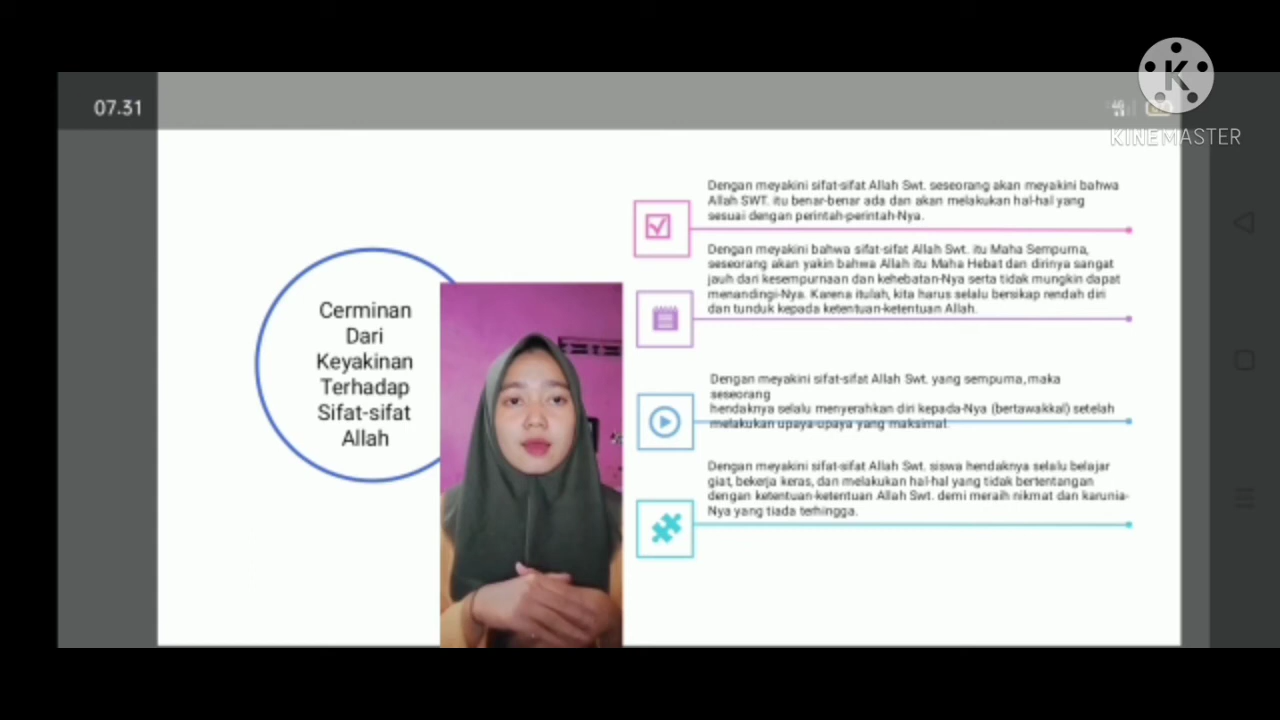 07.31
KINEMASTER
Cerminan
Dari
Keyakinan
Terhadap
Sifat-sifat
Allah
Dengan meyakini sifat-sifat Allah Swt. seseorang akan meyakini bahwa
Allah SWT. itu benar-benar ada dan akan melakukan hal-hal yang
sesuai dengan perintah-perintah-Nya.
Dengan meyakini bahwa sifat-sifat Allah Swt. itu Maha Sempurna,
seseorang akan yakin bahwa Allah itu Maha Hebat dan dirinya sangat
jauh dari kesempurnaan dan kehebatan-Nya serta tidak mungkin dapat
menandingi-Nya. Karena itulah, kita harus selalu bersikap rendah diri
dan tunduk kepada ketentuan-ketentuan Allah.
Dengan meyakini sifat-sifat Allah Swt. yang sempurna, maka
seseorang
hendaknya selalu menyerahkan diri kepada-Nya (bertawakkal) setelah
melakukan upaya-upaya yang maksimal.
Dengan meyakini sifat-sifat Allah Swt. siswa hendaknya selalu belajar
giat, bekerja keras, dan melakukan hal-hal yang tidak bertentangan
dengan ketentuan-ketentuan Allah Swt. demi meraih nikmat dan karunia-
Nya yang tiada terhingga.